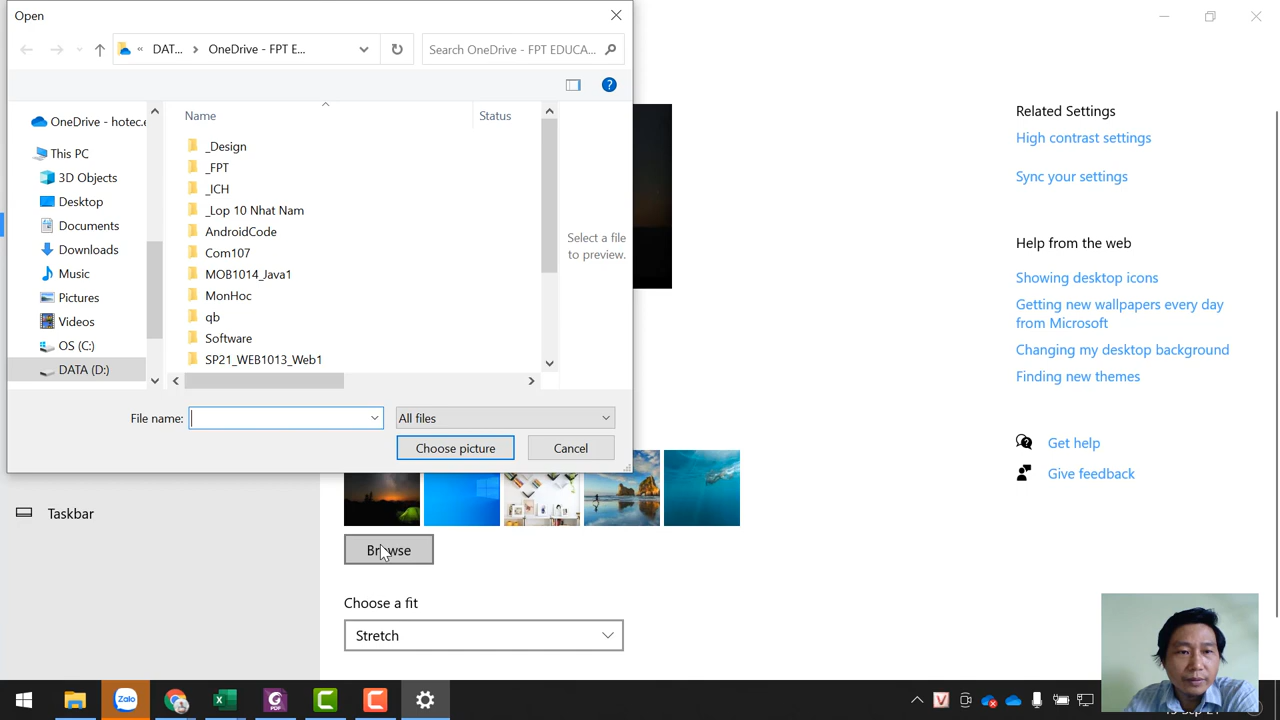 Open
« DAT... > OneDrive - FPT E...
Search OneDrive - FPT EDUCA...
Name
Status
OneDrive - hotec.e
This PC
3D Objects
Desktop
Documents
Downloads
Music
Pictures
Videos
OS (C:)
DATA (D:)
_Design
_FPT
_ICH
_Lop 10 Nhat Nam
AndroidCode
Com107
MOB1014_Java1
MonHoc
qb
Software
SP21_WEB1013_Web1
Select a file
to preview.
File name:
All files
Choose picture
Cancel
Taskbar
Browse
Choose a fit
Stretch
Related Settings
High contrast settings
Sync your settings
Help from the web
Showing desktop icons
Getting new wallpapers every day
from Microsoft
Changing my desktop background
Finding new themes
Get help
Give feedback
Zalo